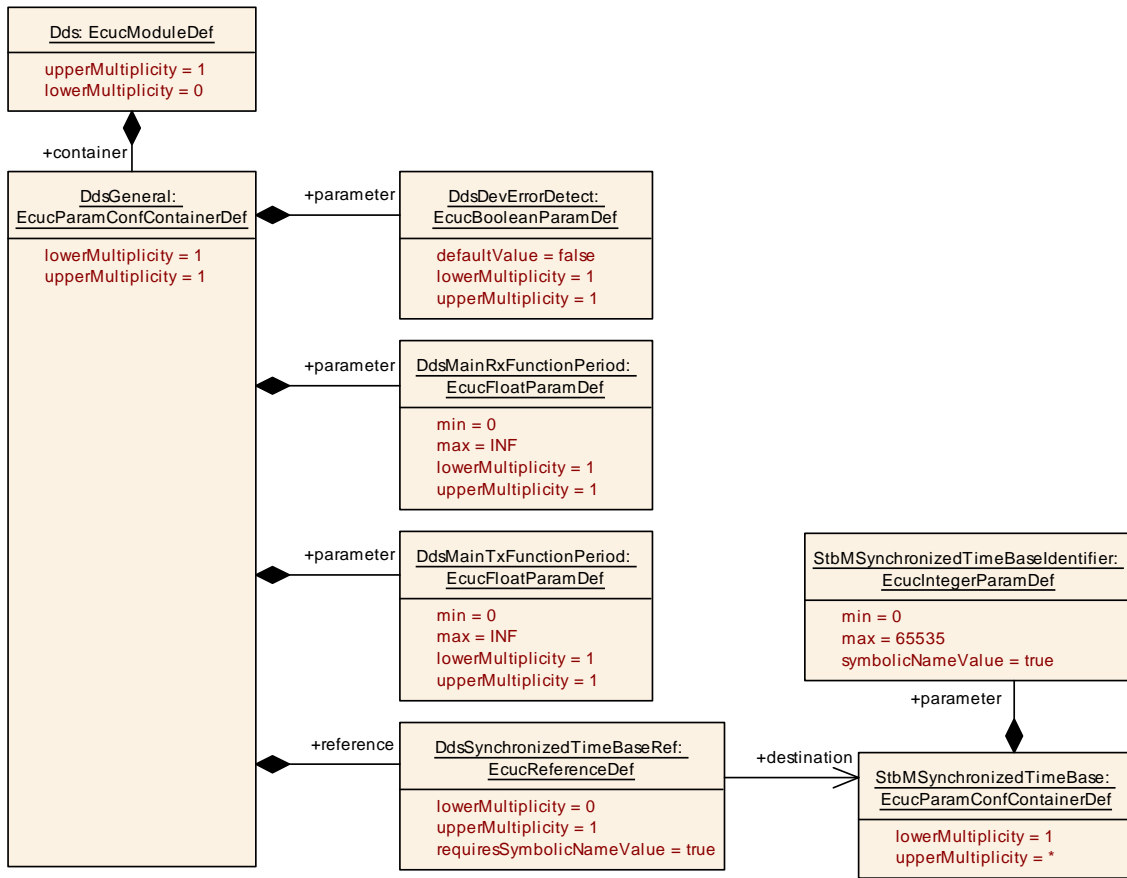 Dds: EcucModuleDef
upperMultiplicity = 1
lowerMultiplicity = 0
+container
DdsGeneral:
EcucParamConfContainerDef
lowerMultiplicity = 1
upperMultiplicity = 1
+parameter
DdsDevErrorDetect:
EcucBooleanParamDef
defaultValue = false
lowerMultiplicity = 1
upperMultiplicity = 1
+parameter
DdsMainRxFunctionPeriod:
EcucFloatParamDef
min = 0
max = INF
lowerMultiplicity = 1
upperMultiplicity = 1
+parameter
DdsMainTxFunctionPeriod:
EcucFloatParamDef
min = 0
max = INF
lowerMultiplicity = 1
upperMultiplicity = 1
StbMSynchronizedTimeBaseIdentifier:
EcucIntegerParamDef
min = 0
max = 65535
symbolicNameValue = true
+parameter
+reference
DdsSynchronizedTimeBaseRef:
EcucReferenceDef
lowerMultiplicity = 0
upperMultiplicity = 1
requiresSymbolicNameValue = true
+destination
StbMSynchronizedTimeBase:
EcucParamConfContainerDef
lowerMultiplicity = 1
upperMultiplicity = *